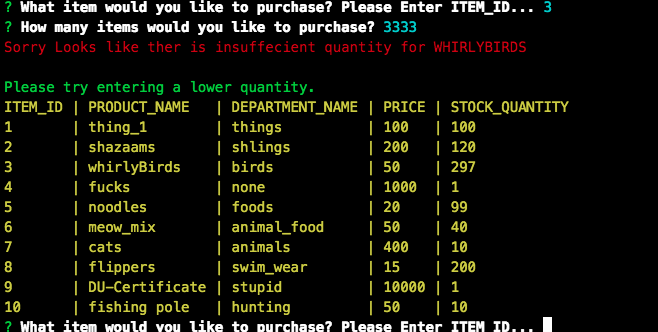 ? What item would you like to purchase? Please Enter ITEM_ID... 3
? How many items would you like to purchase? 3333
Sorry Looks like ther is insuffecient quantity for WHIRLYBIRDS
Please try entering a lower quantity.
ITEM_ID | PRODUCT_NAME | DEPARTMENT_NAME | PRICE | STOCK_QUANTITY
1 | thing_1 | things | 100 | 100
2 | shazaams | shlings | 200 | 120
3 | whirlyBirds | birds | 50 | 297
4 | fucks | none | 1000 | 1
5 | noodles | foods | 20 | 99
6 | meow_mix | animal_food | 50 | 40
7 | cats | animals | 400 | 10
8 | flippers | swim_wear | 15 | 200
9 | DU-Certificate | stupid | 10000 | 1
10 | fishing pole | hunting | 50 | 10
? What item would you like to purchase? Please Enter ITEM_ID...